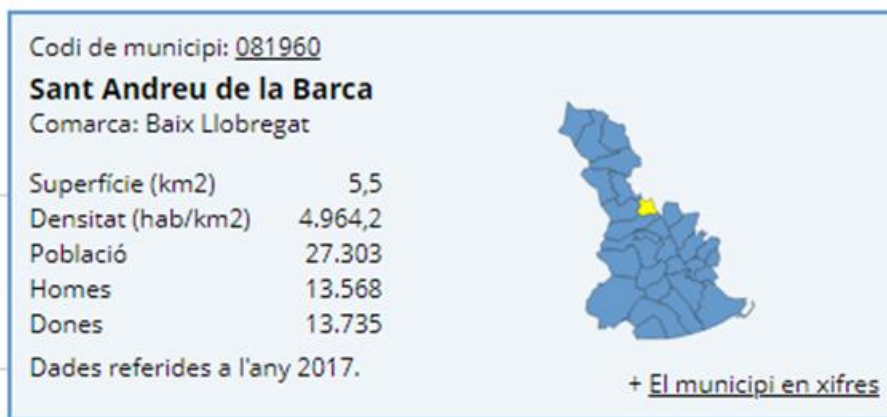 Codi de municipi: 081960
Sant Andreu de la Barca
Comarca: Baix Llobregat
Superfície (km2) 5,5
Densitat (hab/km2) 4.964,2
Població 27.303
Homes 13.568
Dones 13.735
Dades referides a l'any 2017.
+ El municipi en xifres